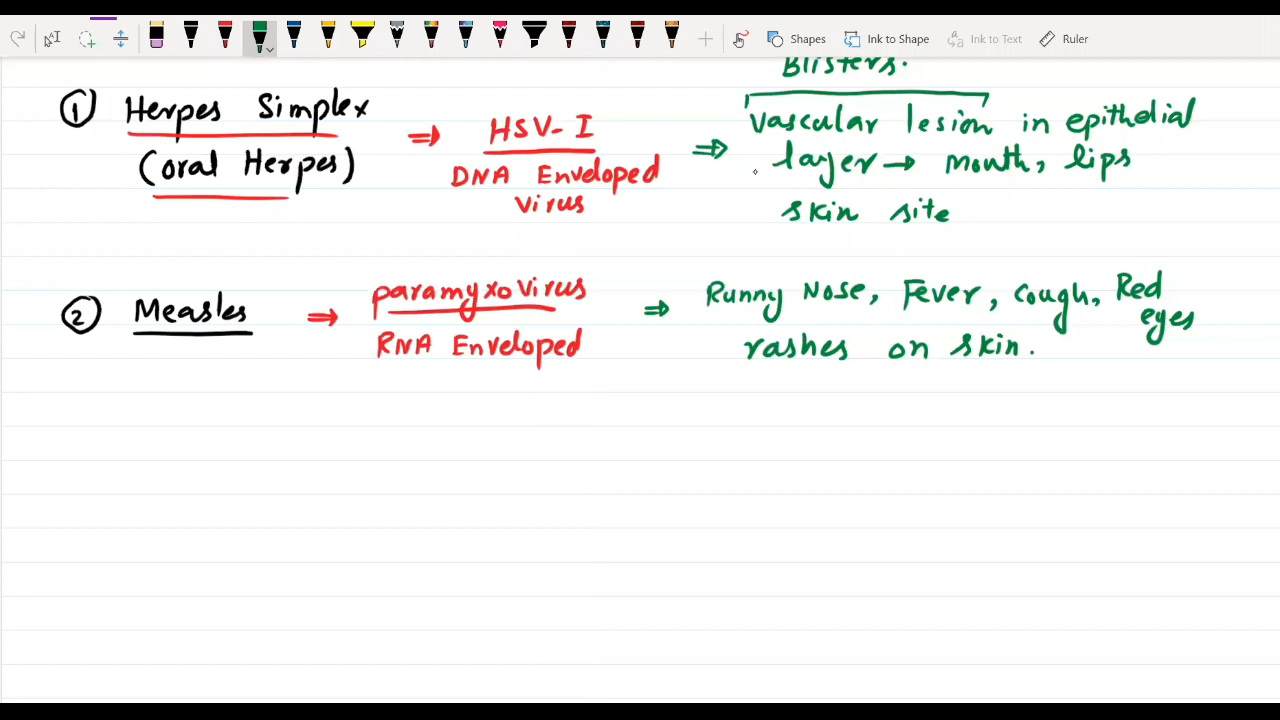 Shapes Ink to Shape Ink to Text Ruler
Blisters.
① Herpes Simplex ⇒ HSV-I ⇒ vascular lesion in epithelial
(oral Herpes) DNA Enveloped layer → mouth, lips
virus skin site
② Measles ⇒ paramyxo virus ⇒ Runny Nose, Fever, cough, Red
eyes
RNA Enveloped rashes on skin.